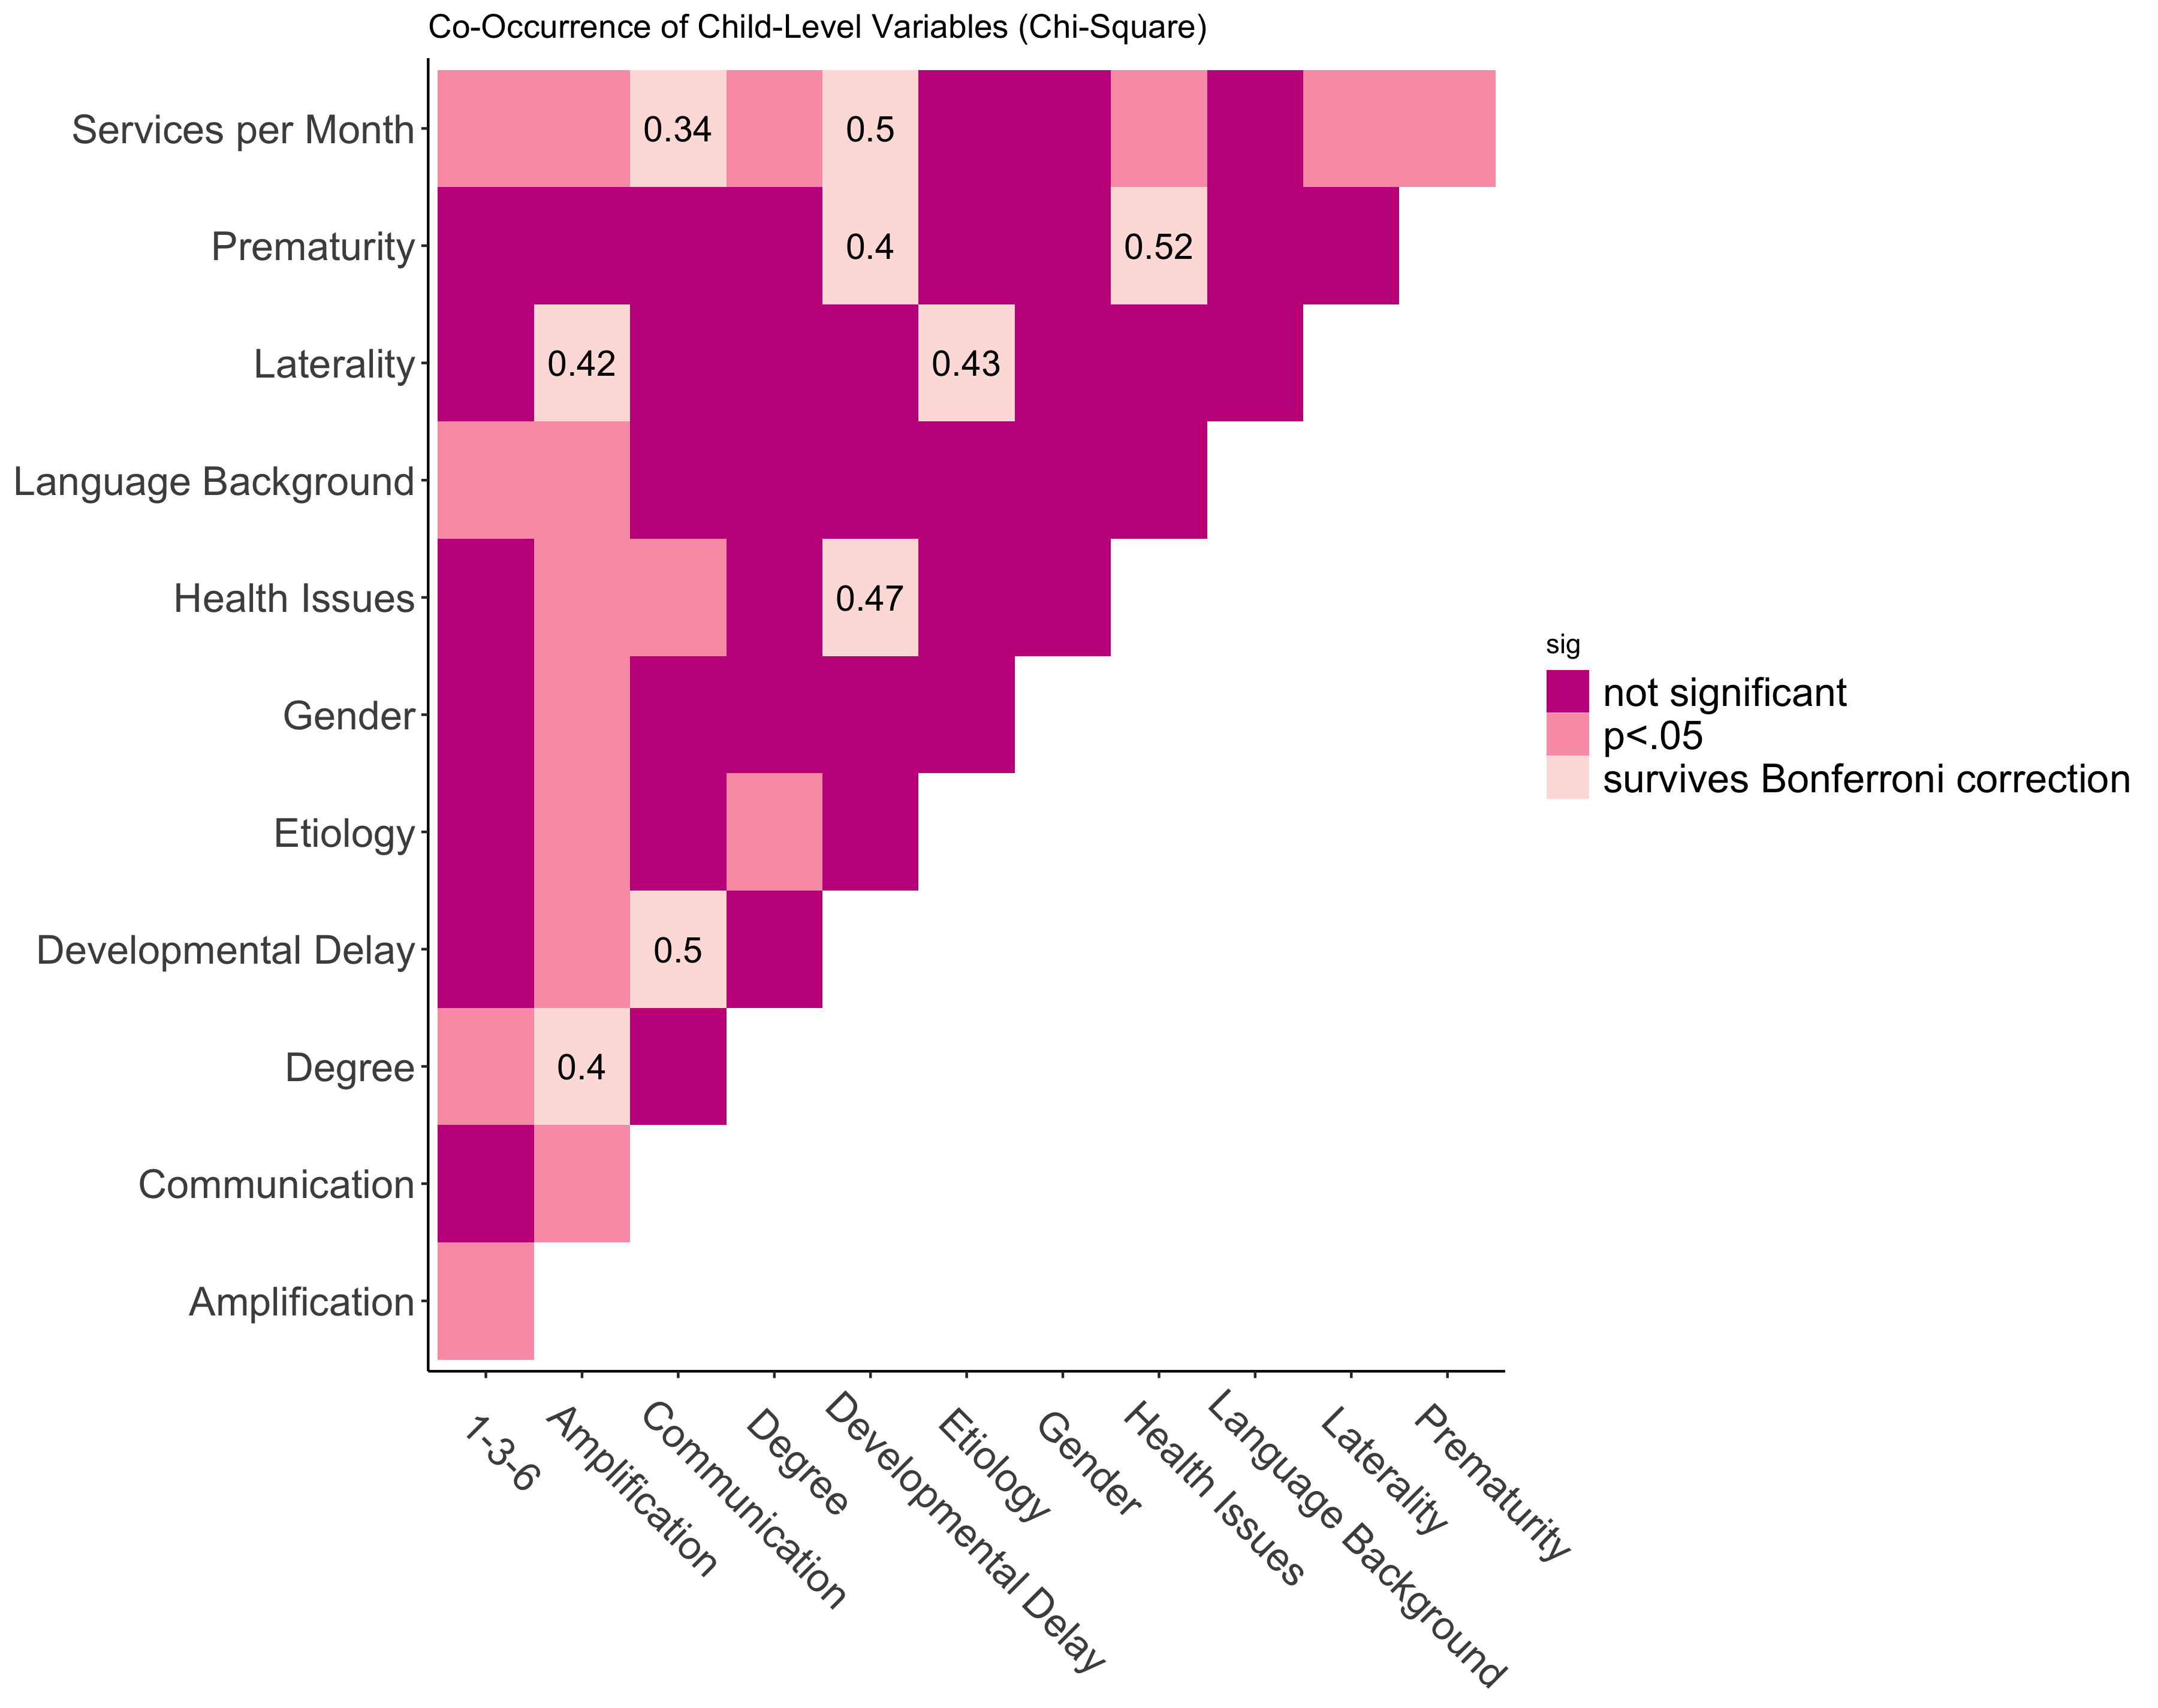 Co-Occurrence of Child-Level Variables (Chi-Square)
Services per Month
0.34
0.5
Prematurity
0.4
0.52
Laterality
0.42
0.43
Language Background
Health Issues
0.47
Gender
Etiology
Developmental Delay
0.5
Degree
0.4
Communication
Amplification
1-3-6
Amplification
Communication
Degree
Developmental Delay
Etiology
Gender
Health Issues
Language Background
Laterality
Prematurity
sig
not significant
p<.05
survives Bonferroni correction